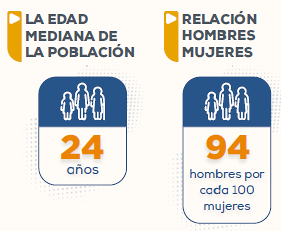 LA EDAD
MEDIANA DE
LA POBLACIÓN
24
años
RELACIÓN
HOMBRES
MUJERES
94
hombres por
cada 100
mujeres